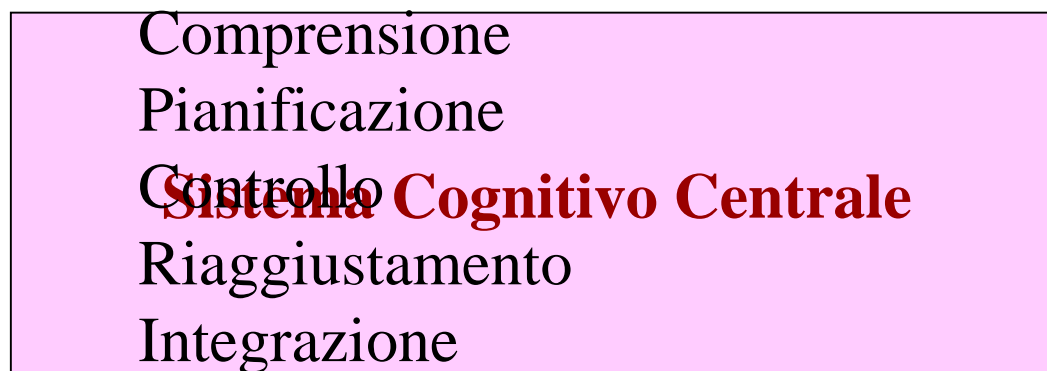 Comprensione
Pianificazione
Controllo
Sistema Cognitivo Centrale
Riaggiustamento
Integrazione